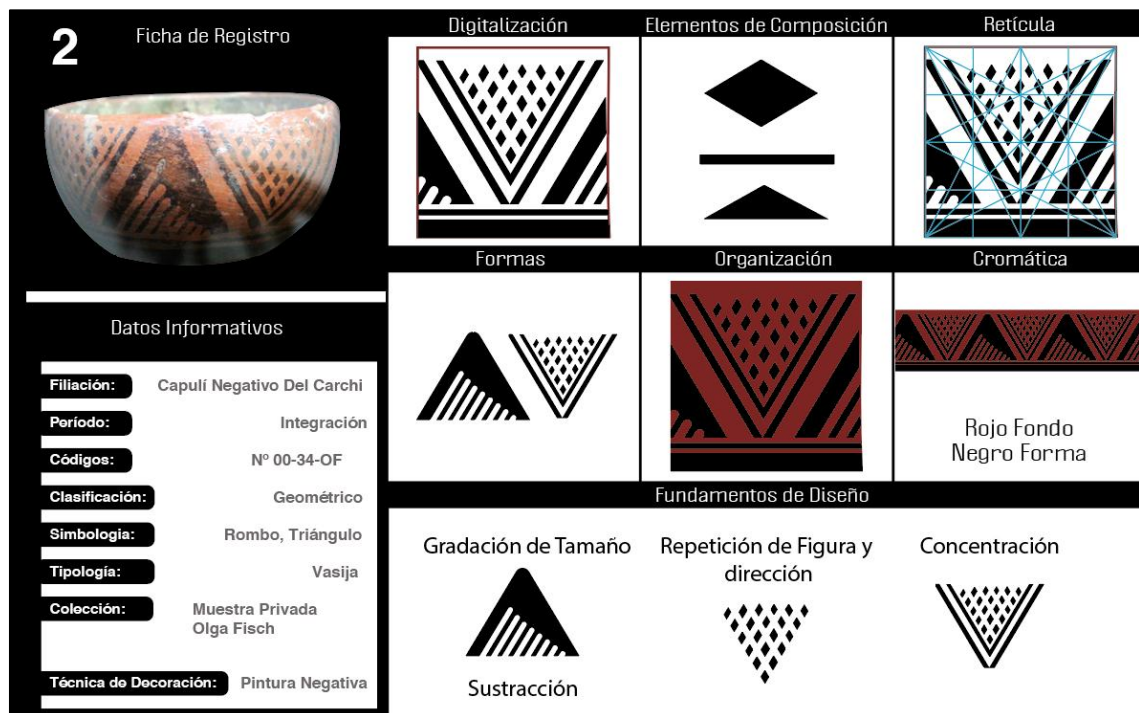 2
Ficha de Registro
Datos Informativos
Filiación: Capulí Negativo Del Carchi
Período: Integración
Códigos: Nº 00-34-OF
Clasificación: Geométrico
Simbologia: Rombo, Triángulo
Tipología: Vasija
Colección: Muestra Privada
Olga Fisch
Técnica de Decoración: Pintura Negativa
Digitalización
Elementos de Composición
Retícula
Formas
Organización
Cromática
Rojo Fondo
Negro Forma
Fundamentos de Diseño
Gradación de Tamaño
Sustracción
Repetición de Figura y
dirección
Concentración